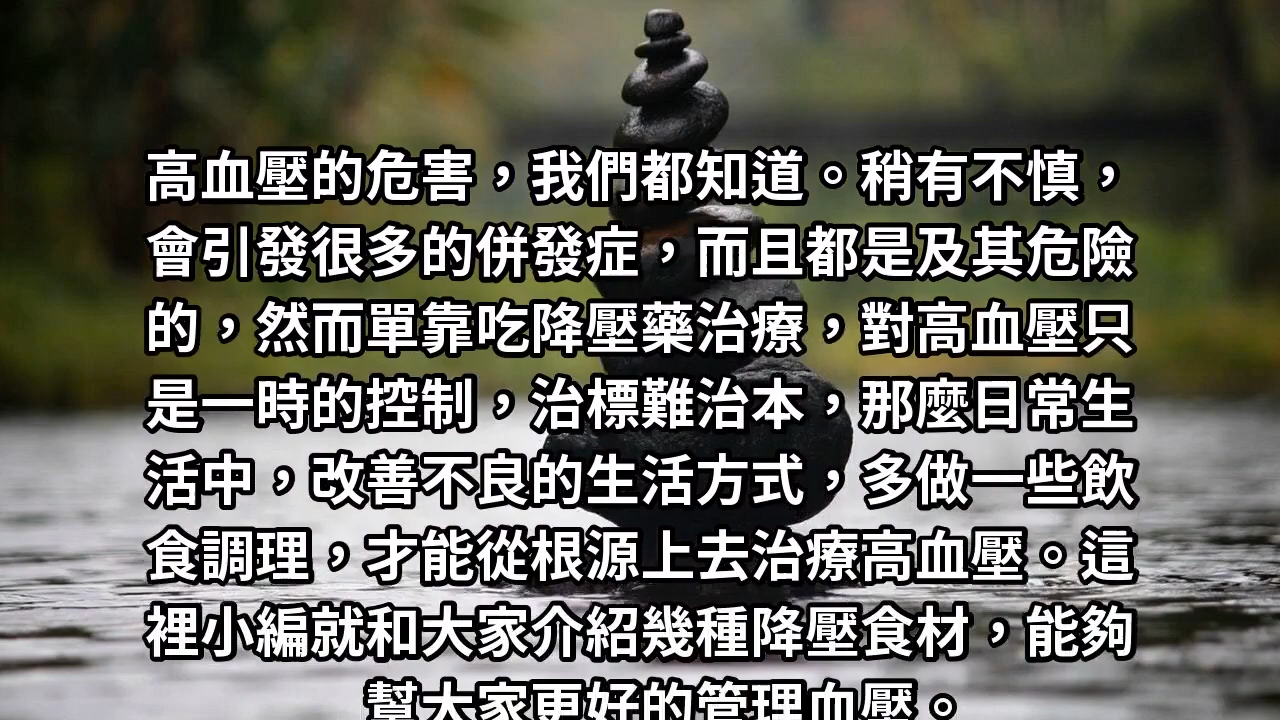 高血壓的危害，我們都知道。稍有不慎，
會引發很多的併發症，而且都是及其危險
的，然而單靠吃降壓藥治療，對高血壓只
是一時的控制，治標難治本，那麼日常生
活中，改善不良的生活方式，多做一些飲
食調理，才能從根源上去治療高血壓。這
裡小編就和大家介紹幾種降壓食材，能夠
幫大家更好的管理血壓。